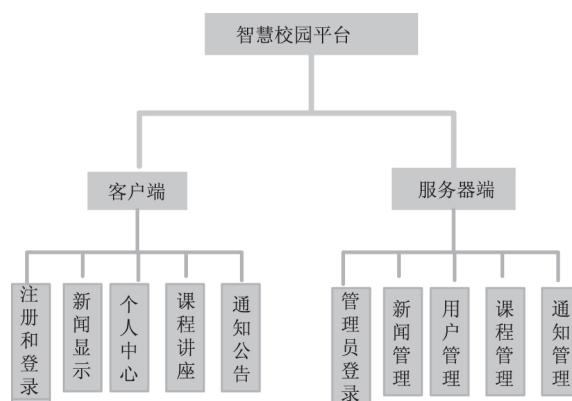 智慧校园平台
客户端
服务器端
注册和登录
新闻显示
个人中心
课程讲座
通知公告
管理员登录
新闻管理
用户管理
课程管理
通知管理